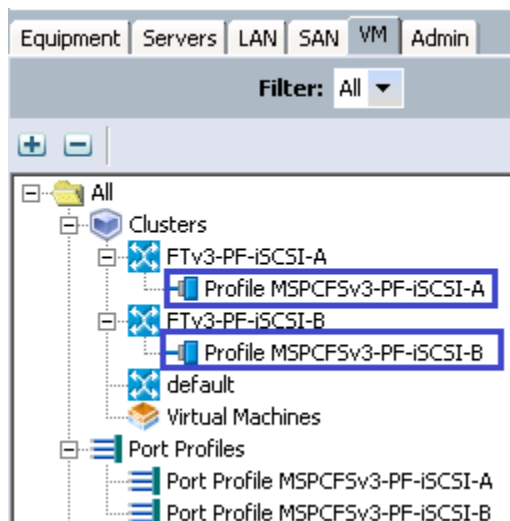 Equipment Servers LAN SAN VM Admin
Filter: All
All
Clusters
FTv3-PF-iSCSI-A
Profile MSPCFSv3-PF-iSCSI-A
FTv3-PF-iSCSI-B
Profile MSPCFSv3-PF-iSCSI-B
default
Virtual Machines
Port Profiles
Port Profile MSPCFSv3-PF-iSCSI-A
Port Profile MSPCFSv3-PF-iSCSI-B